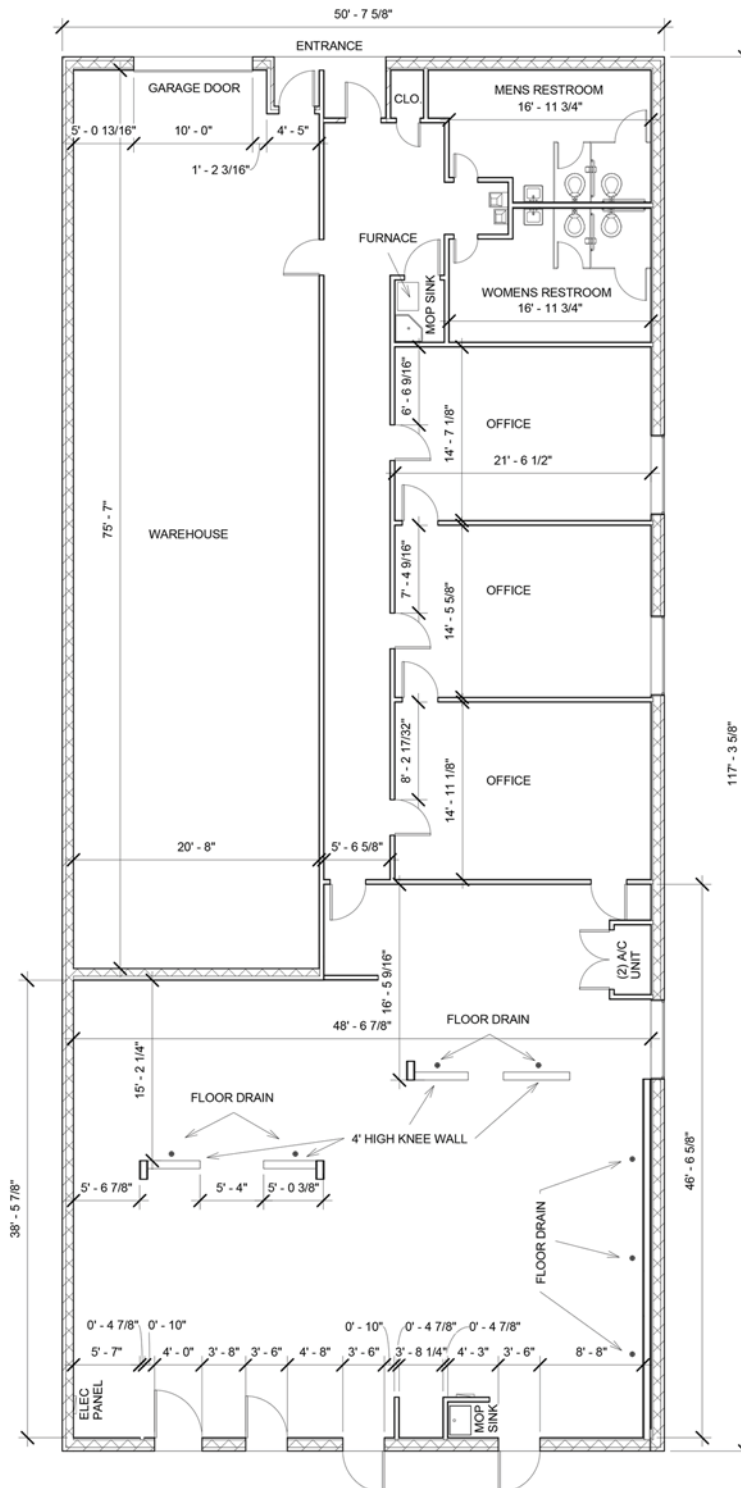 50' - 7 5/8"
ENTRANCE
GARAGE DOOR
CLO.
MENS RESTROOM
16' - 11 3/4"
5' - 0 13/16"
10' - 0"
4' - 5"
1' - 2 3/16"
FURNACE
MOP SINK
WOMENS RESTROOM
16' - 11 3/4"
6' - 6 9/16"
14' - 7 1/8"
OFFICE
21' - 6 1/2"
75' - 7"
WAREHOUSE
7' - 4 9/16"
14' - 5 5/8"
OFFICE
8' - 2 17/32"
14' - 11 1/8"
OFFICE
117' - 3 5/8"
20' - 8"
5' - 6 5/8"
16' - 5 9/16"
(2) A/C
UNIT
FLOOR DRAIN
48' - 6 7/8"
15' - 2 1/4"
FLOOR DRAIN
4' HIGH KNEE WALL
5' - 6 7/8"
5' - 4"
5' - 0 3/8"
38' - 5 7/8"
46' - 6 5/8"
FLOOR DRAIN
0' - 4 7/8"
0' - 10"
0' - 10"
0' - 4 7/8"
0' - 4 7/8"
5' - 7"
4' - 0"
3' - 8"
3' - 6"
4' - 8"
3' - 6"
3' - 8 1/4"
4' - 3"
3' - 6"
8' - 8"
ELEC
PANEL
MOP
SINK